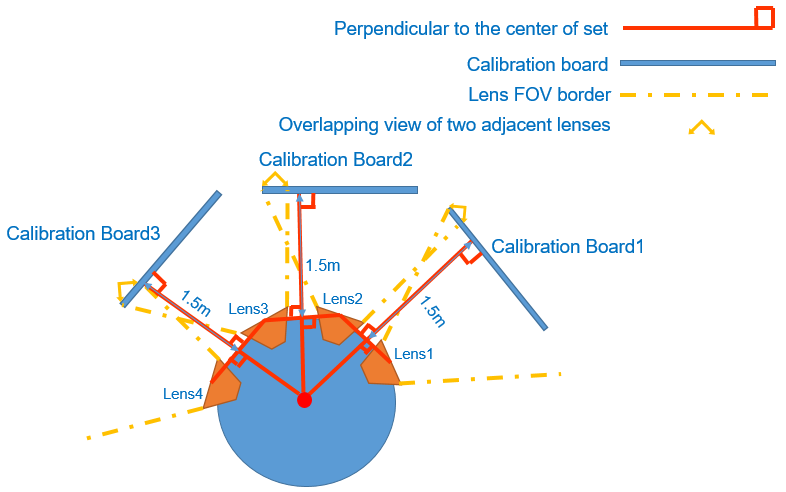 Perpendicular to the center of set
Calibration board
Lens FOV border
Overlapping view of two adjacent lenses
Calibration Board2
Calibration Board3
Calibration Board1
1.5m
1.5m
1.5m
Lens3
Lens2
Lens1
Lens4